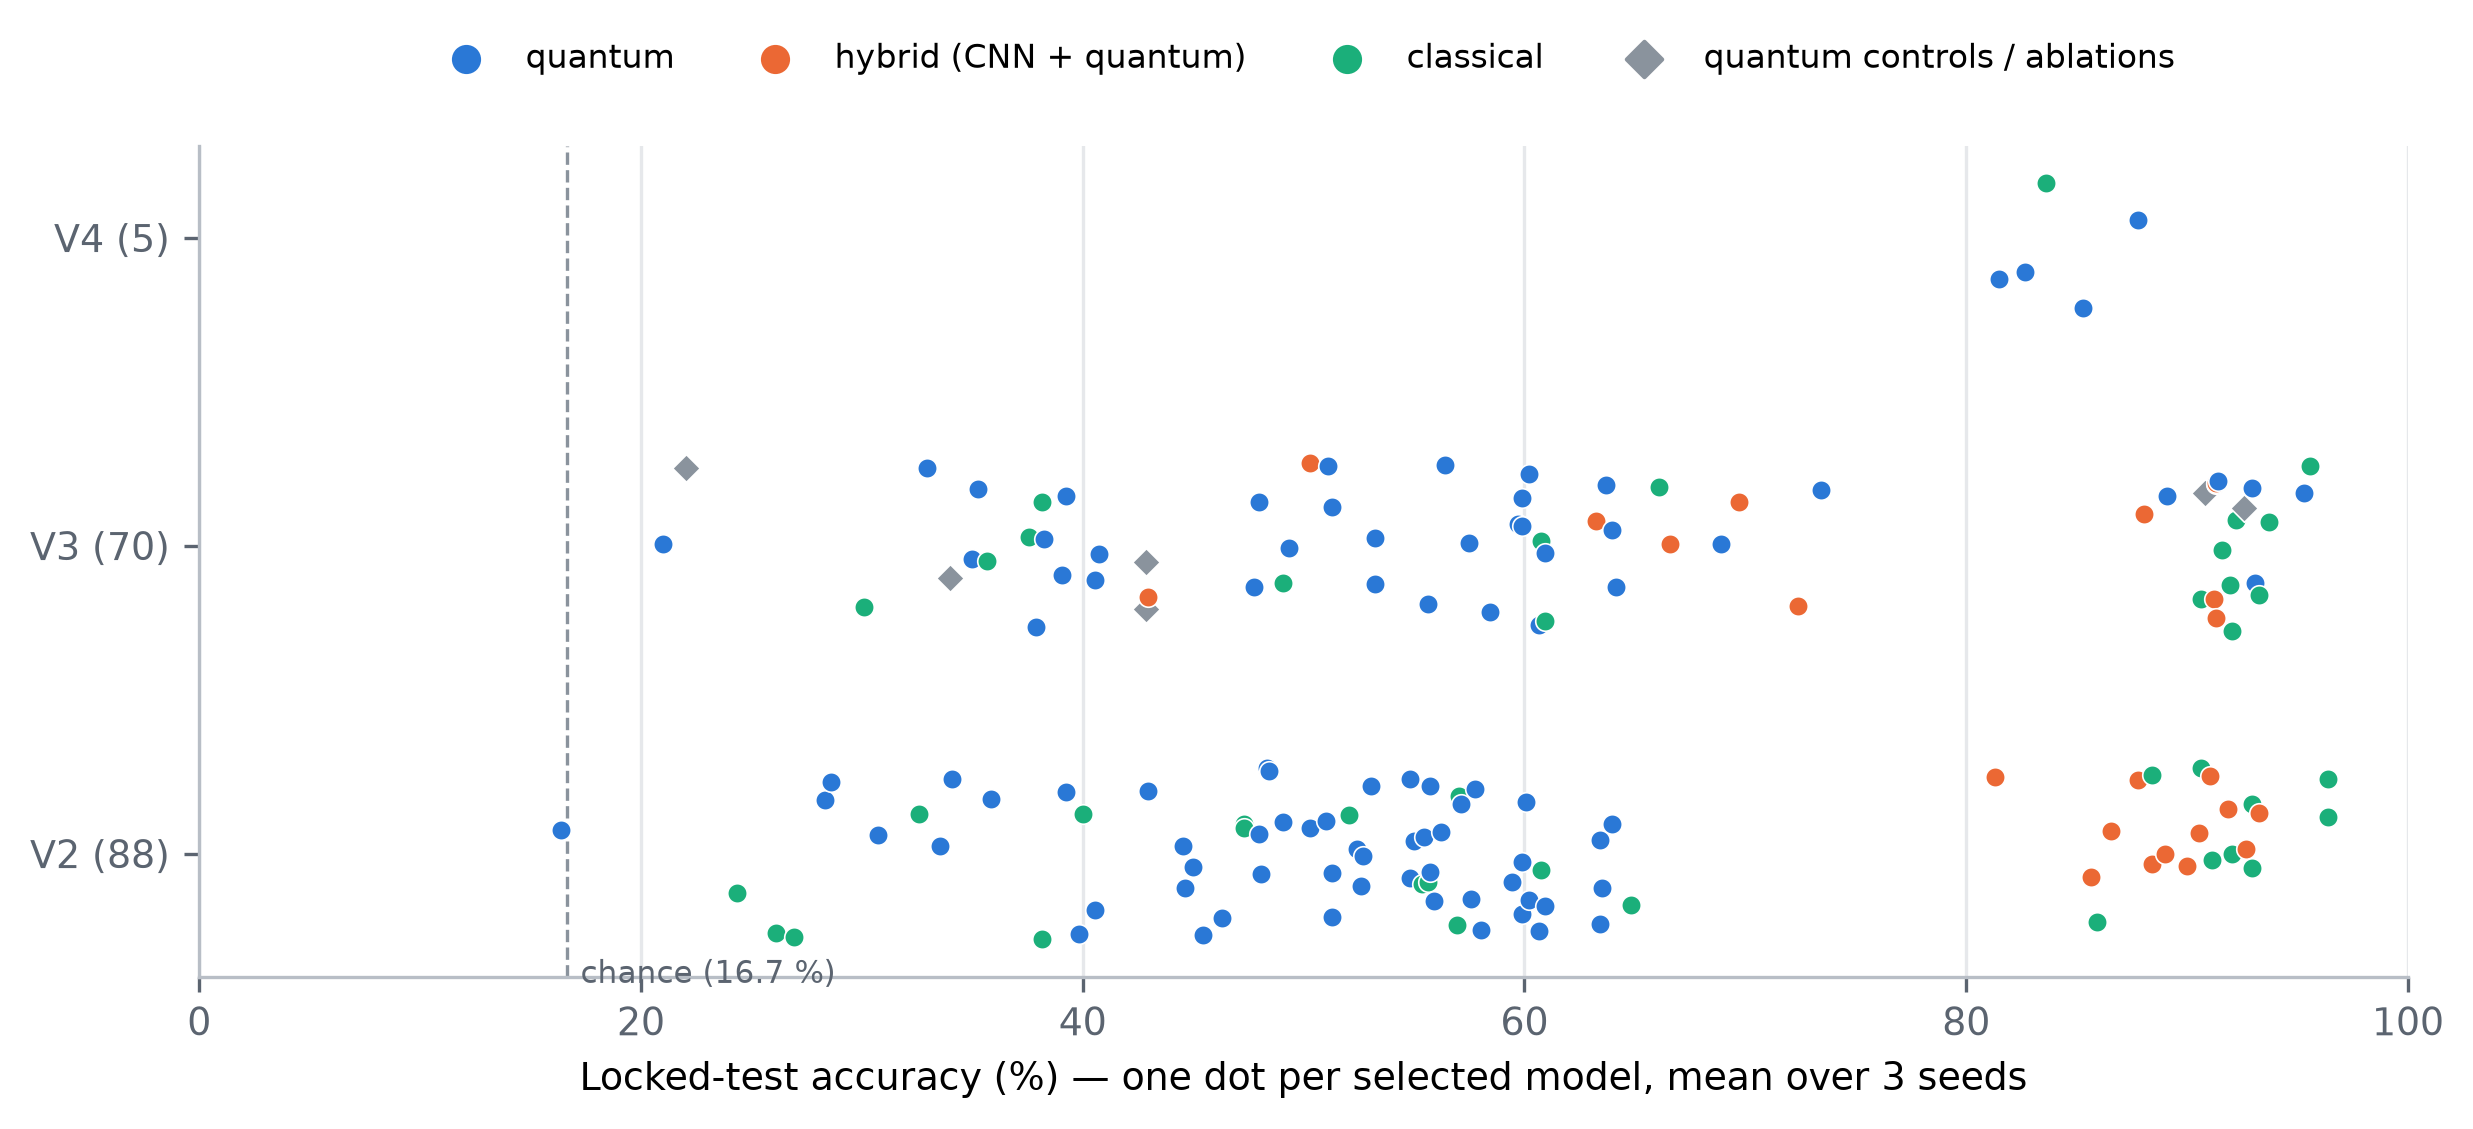 quantum
hybrid (CNN + quantum)
classical
quantum controls / ablations
V4 (5)
V3 (70)
V2 (88)
chance (16.7 %)
0 20 40 60 80 100
Locked-test accuracy (%) — one dot per selected model, mean over 3 seeds